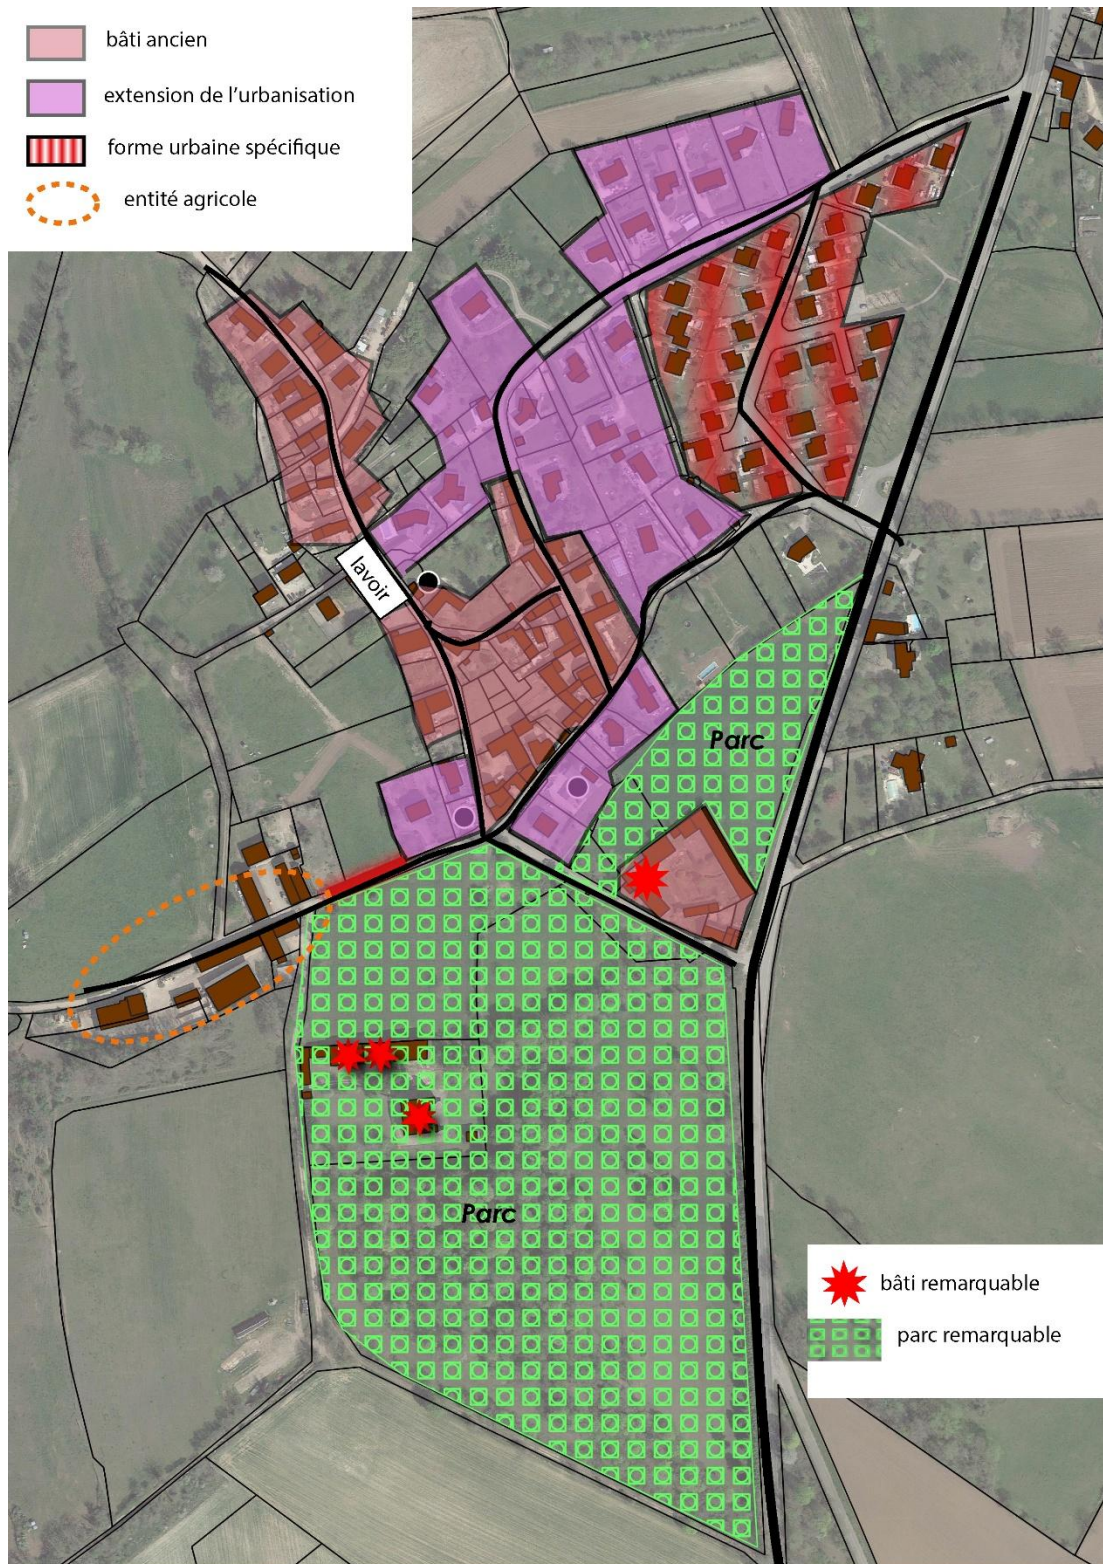 bâti ancien
extension de l'urbanisation
forme urbaine spécifique
entité agricole
lavoir
Parc
Parc
bâti remarquable
parc remarquable